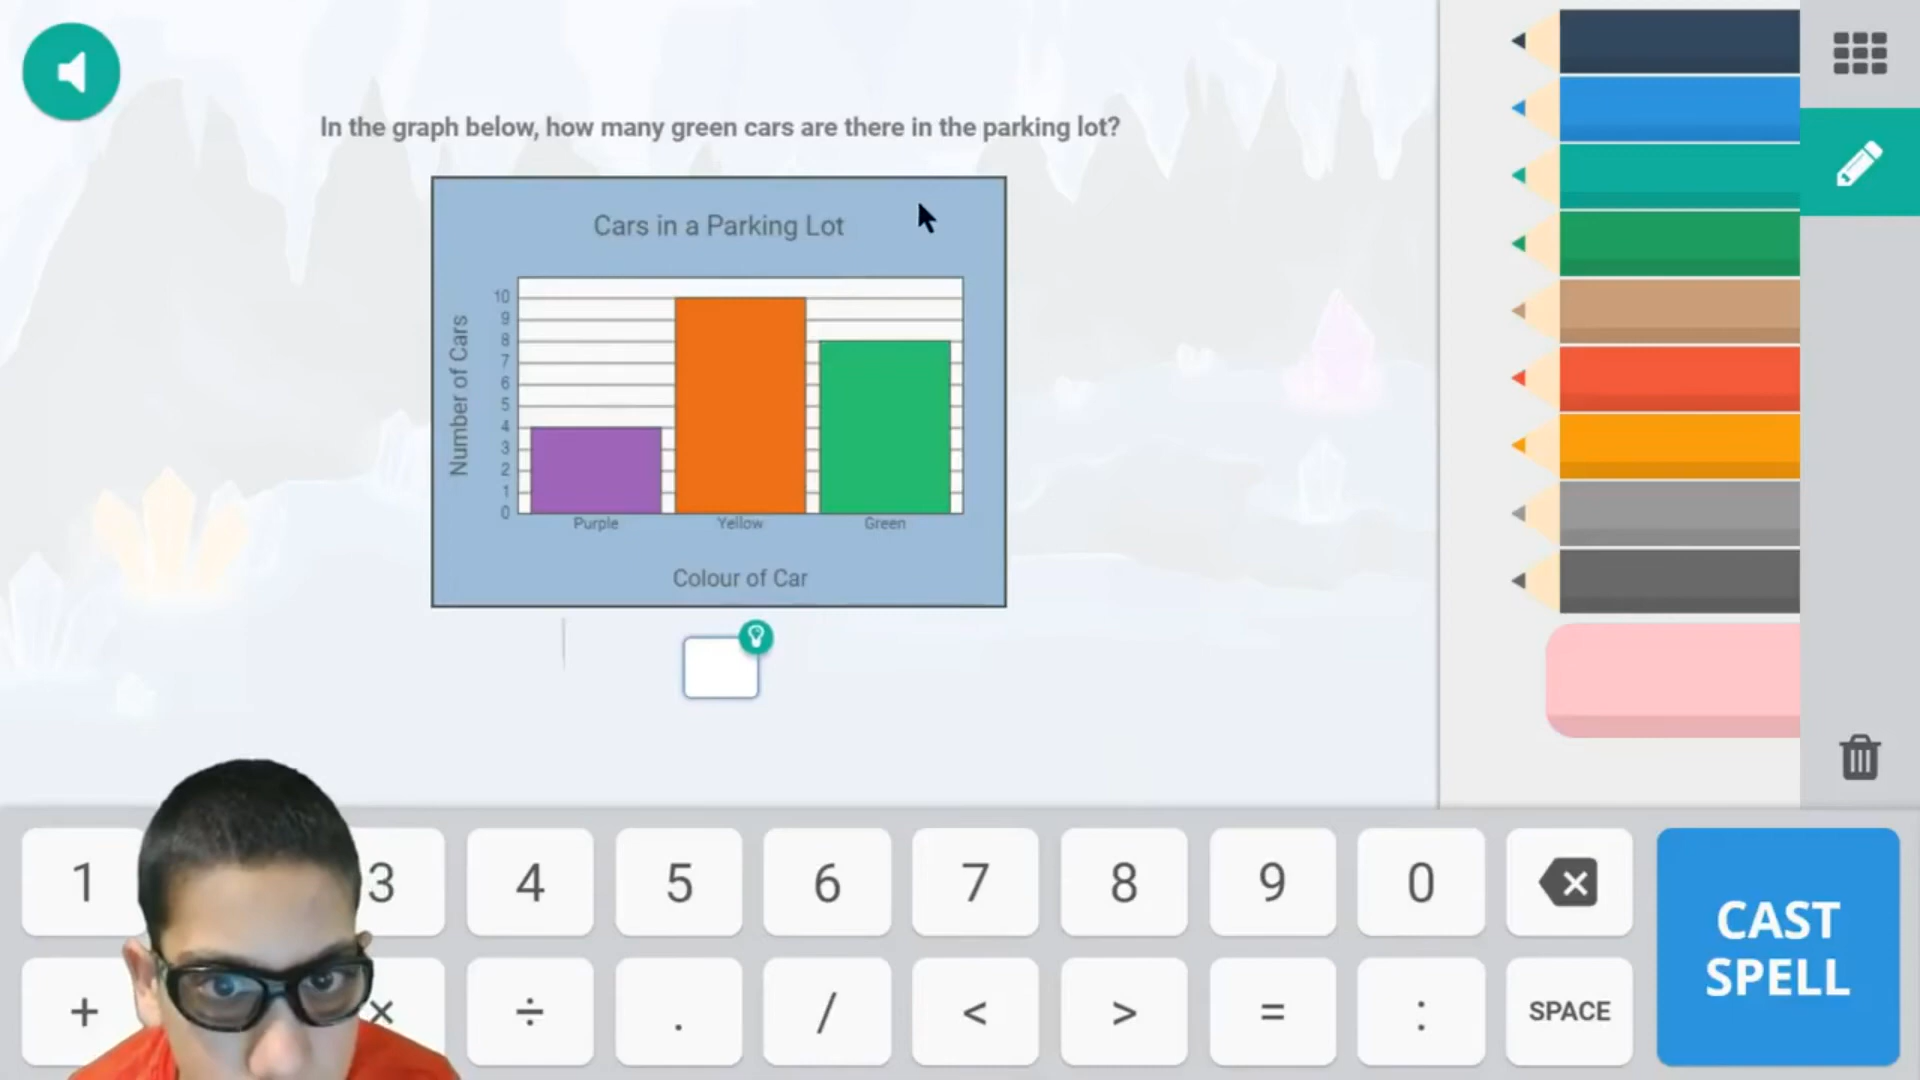 In the graph below, how many green cars are there in the parking lot?
Cars in a Parking Lot
Number of Cars
10
9
8
7
6
5
4
3
2
1
0
Purple Yellow Green
Colour of Car
1 3 4 5 6 7 8 9 0
+ × ÷ . / < > = : SPACE
CAST
SPELL